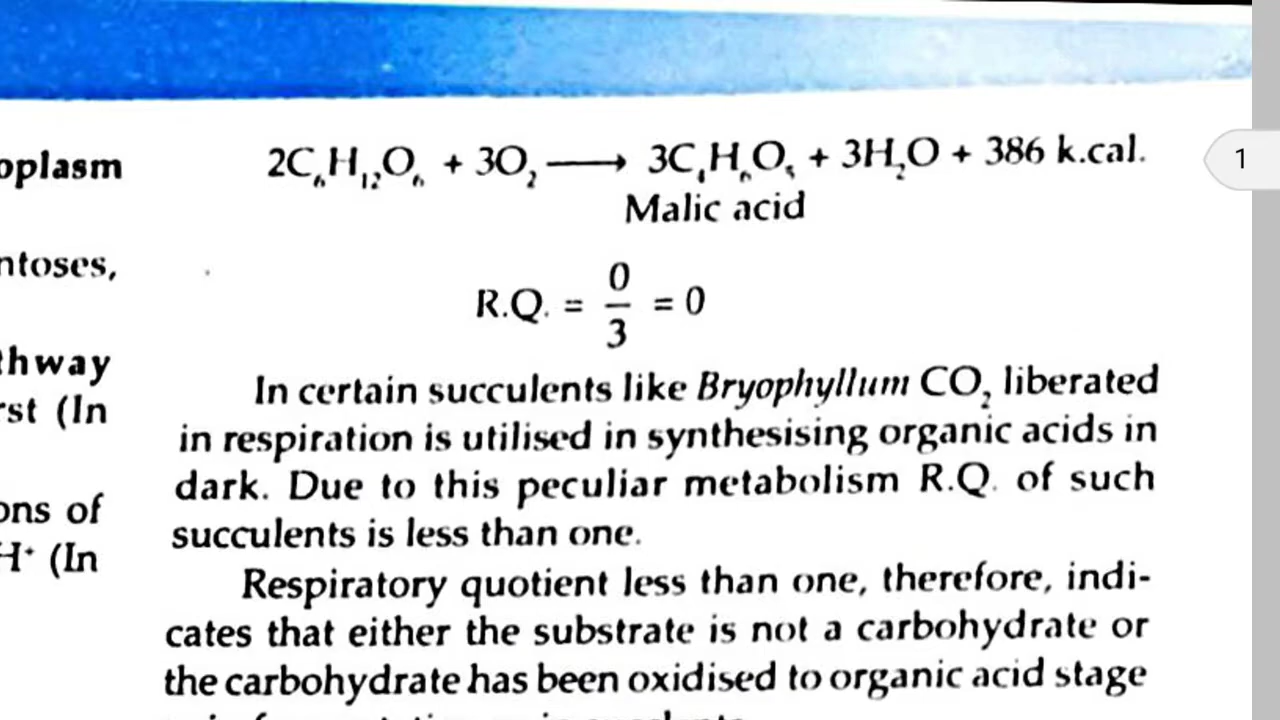 oplasm
ntoses,
thway
rst (In
ons of
H⁺ (In
2C₆H₁₂O₆ + 3O₂ ⟶ 3C₄H₆O₅ + 3H₂O + 386 k.cal.
Malic acid
R.Q. = 0/3 = 0
In certain succulents like Bryophyllum CO₂ liberated
in respiration is utilised in synthesising organic acids in
dark. Due to this peculiar metabolism R.Q. of such
succulents is less than one.
Respiratory quotient less than one, therefore, indi-
cates that either the substrate is not a carbohydrate or
the carbohydrate has been oxidised to organic acid stage
1